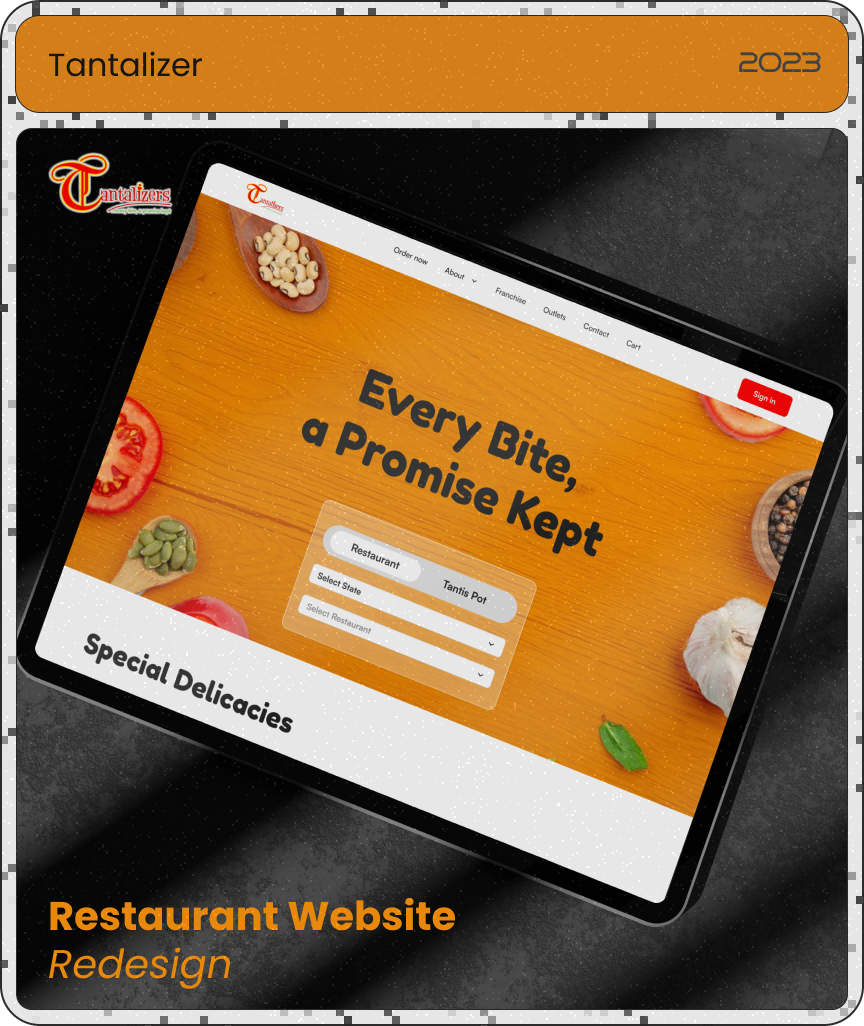 Tantalizer
2023
Tantalizers
Tantalizers
Order now
About
Franchise
Outlets
Contact
Cart
Sign in
Every Bite,
a Promise Kept
Restaurant
Tantis Pot
Select State
Select Restaurant
Special Delicacies
Restaurant Website
Redesign